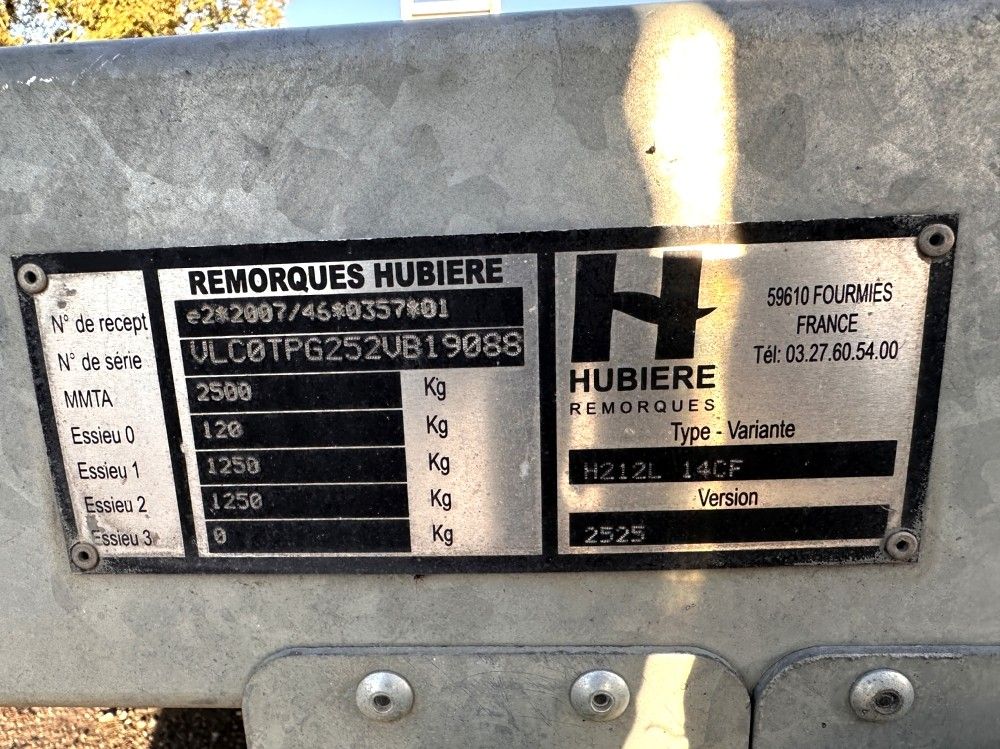 REMORQUES HUBIERE
N° de recept e2*2007/46*0357*01
N° de série VLC0TPG252VB19088
MMTA 2500 Kg
Essieu 0 120 Kg
Essieu 1 1250 Kg
Essieu 2 1250 Kg
Essieu 3 0 Kg
H
HUBIERE
REMORQUES
59610 FOURMIES
FRANCE
Tél: 03.27.60.54.00
Type - Variante
H212L 14CF
Version
2525